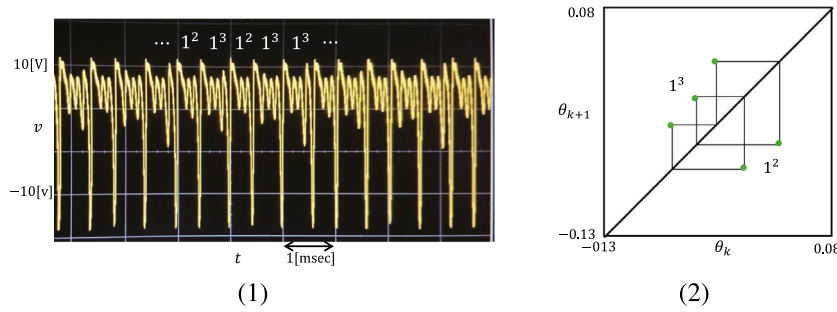 ··· 1² 1³ 1² 1³ 1³ ···
10[V]
v
−10[v]
t
1[msec]
(1)
0.08
θₖ₊₁
1³
1²
−0.13
−013
θₖ
0.08
(2)